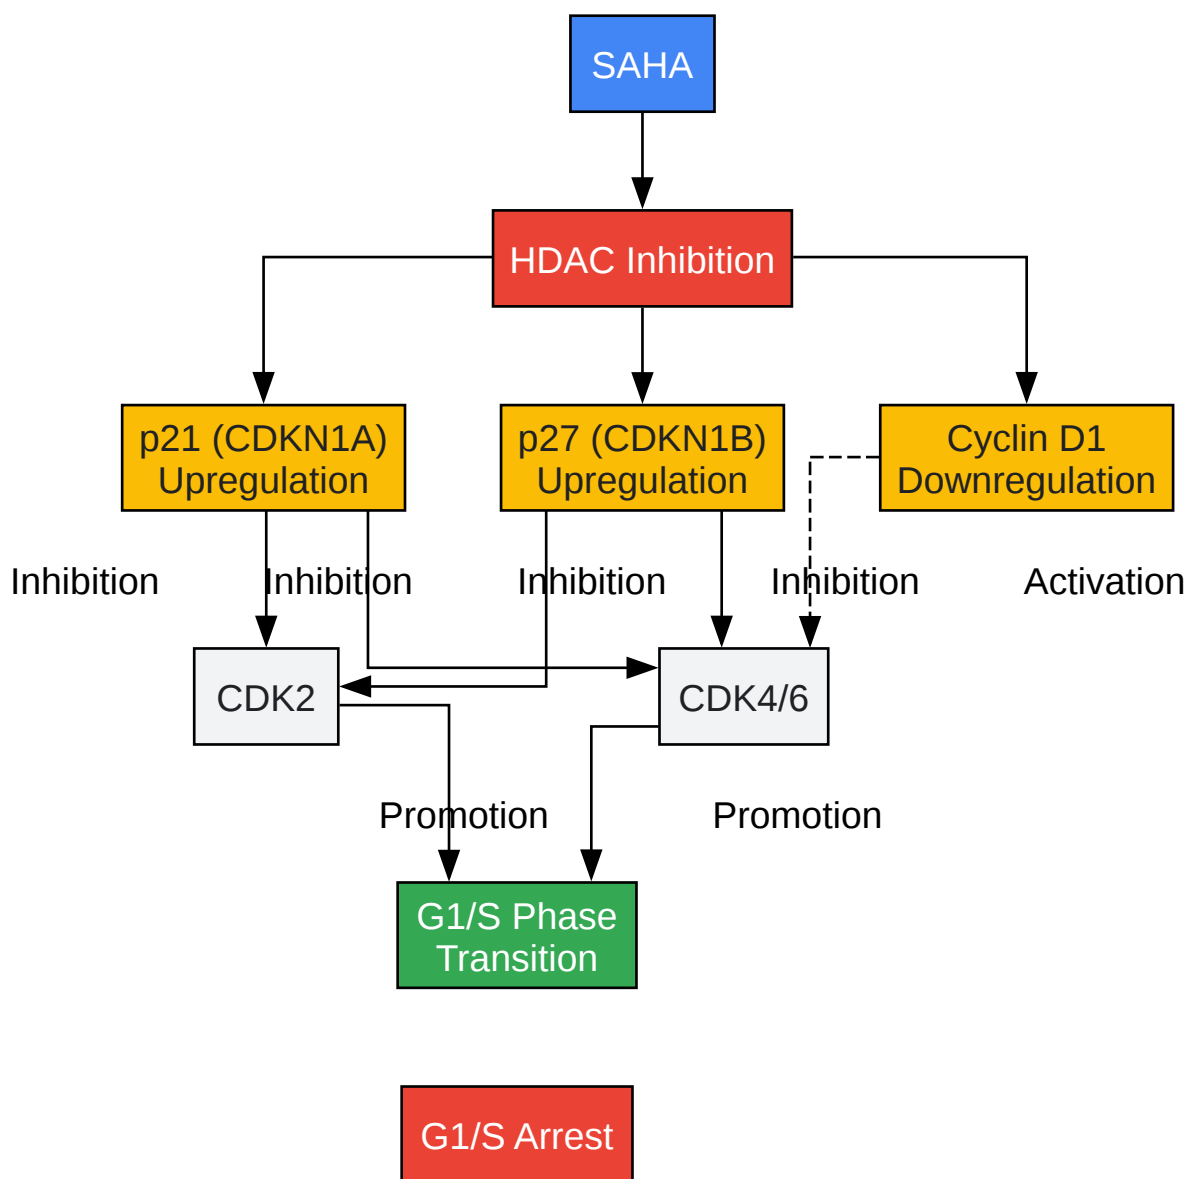 SAHA
HDAC Inhibition
p21 (CDKN1A)
Upregulation
p27 (CDKN1B)
Upregulation
Cyclin D1
Downregulation
Inhibition
Inhibition
Inhibition
Inhibition
Activation
CDK2
CDK4/6
Promotion
Promotion
G1/S Phase
Transition
G1/S Arrest